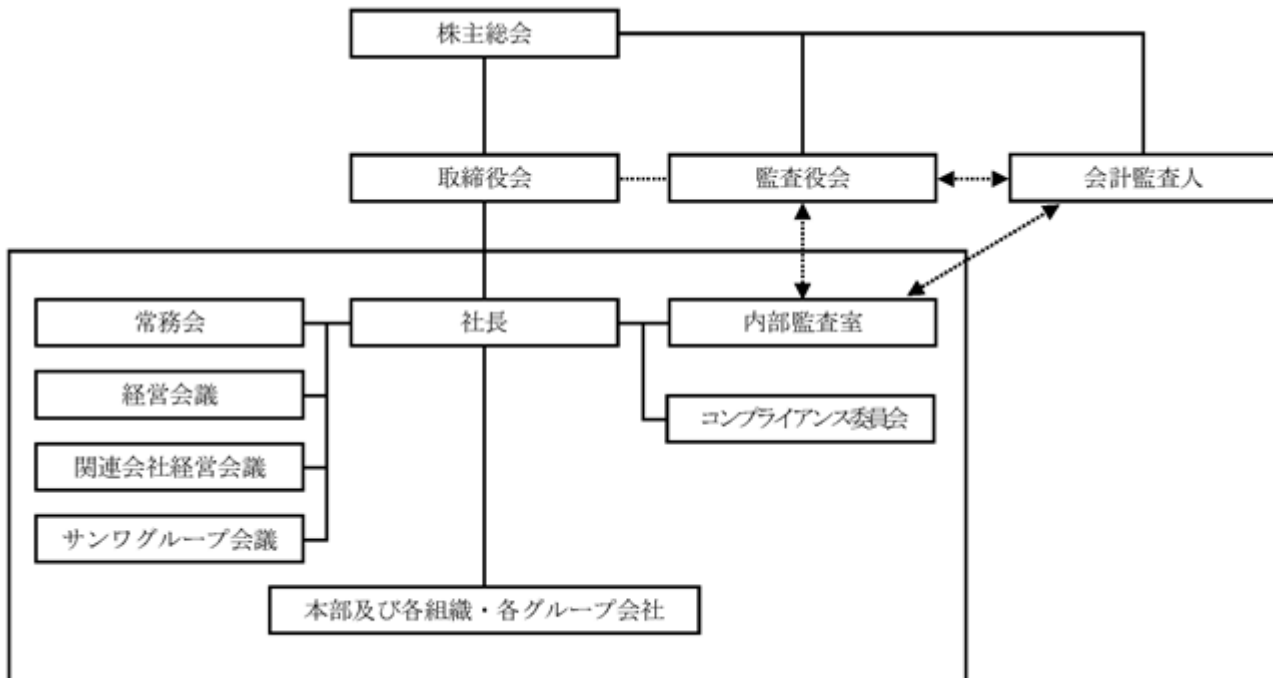 株主総会
取締役会
監査役会
会計監査人
常務会
社長
内部監査室
経営会議
コンプライアンス委員会
関連会社経営会議
サンワグループ会議
本部及び各組織・各グループ会社